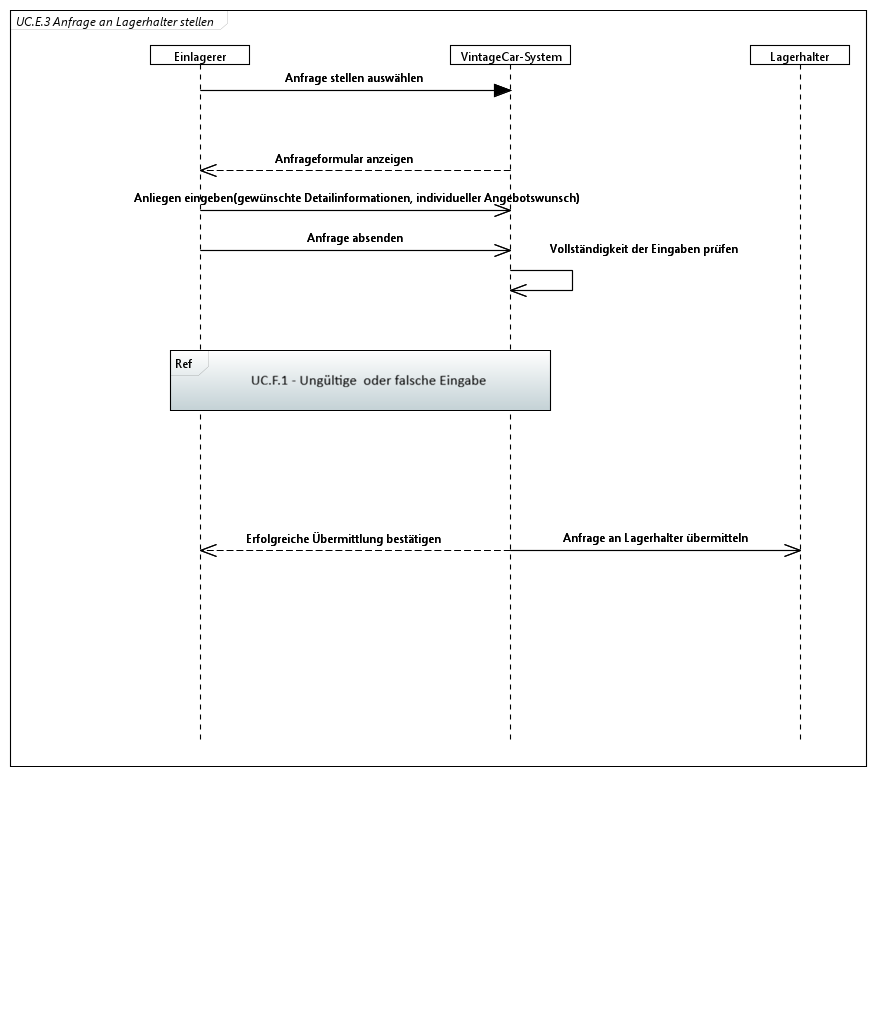 UC.E.3 Anfrage an Lagerhalter stellen
Einlagerer
VintageCar-System
Lagerhalter
Anfrage stellen auswählen
Anfrageformular anzeigen
Anliegen eingeben(gewünschte Detailinformationen, individueller Angebotswunsch)
Anfrage absenden
Vollständigkeit der Eingaben prüfen
Ref
UC.F.1 - Ungültige  oder falsche Eingabe
Erfolgreiche Übermittlung bestätigen
Anfrage an Lagerhalter übermitteln